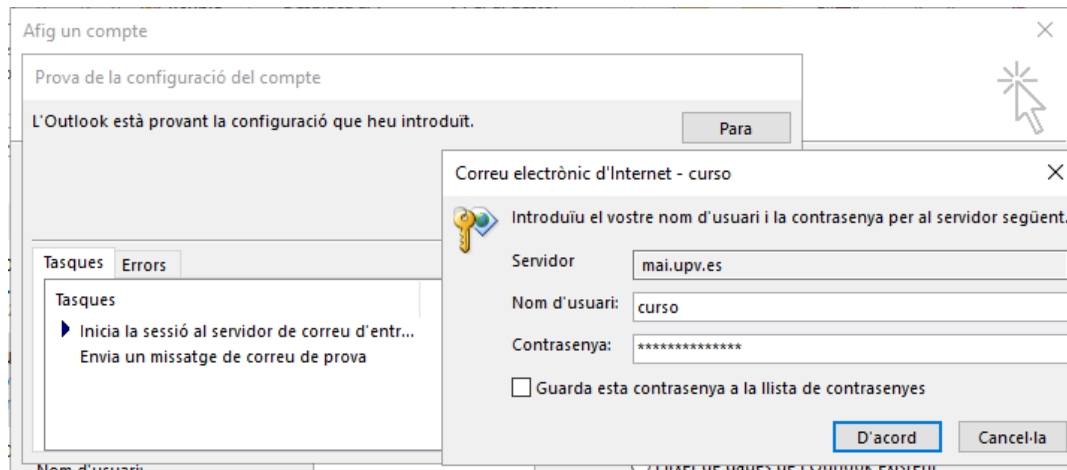 Afig un compte
Prova de la configuració del compte
L'Outlook està provant la configuració que heu introduït.
Para
Correu electrònic d'Internet - curso
Introduïu el vostre nom d'usuari i la contrasenya per al servidor següent.
Servidor
mai.upv.es
Nom d'usuari:
curso
Contrasenya:
**************
Guarda esta contrasenya a la llista de contrasenyes
D'acord
Cancel·la
Tasques
Errors
Tasques
Inicia la sessió al servidor de correu d'entr...
Envia un missatge de correu de prova
Nom d'usuari: